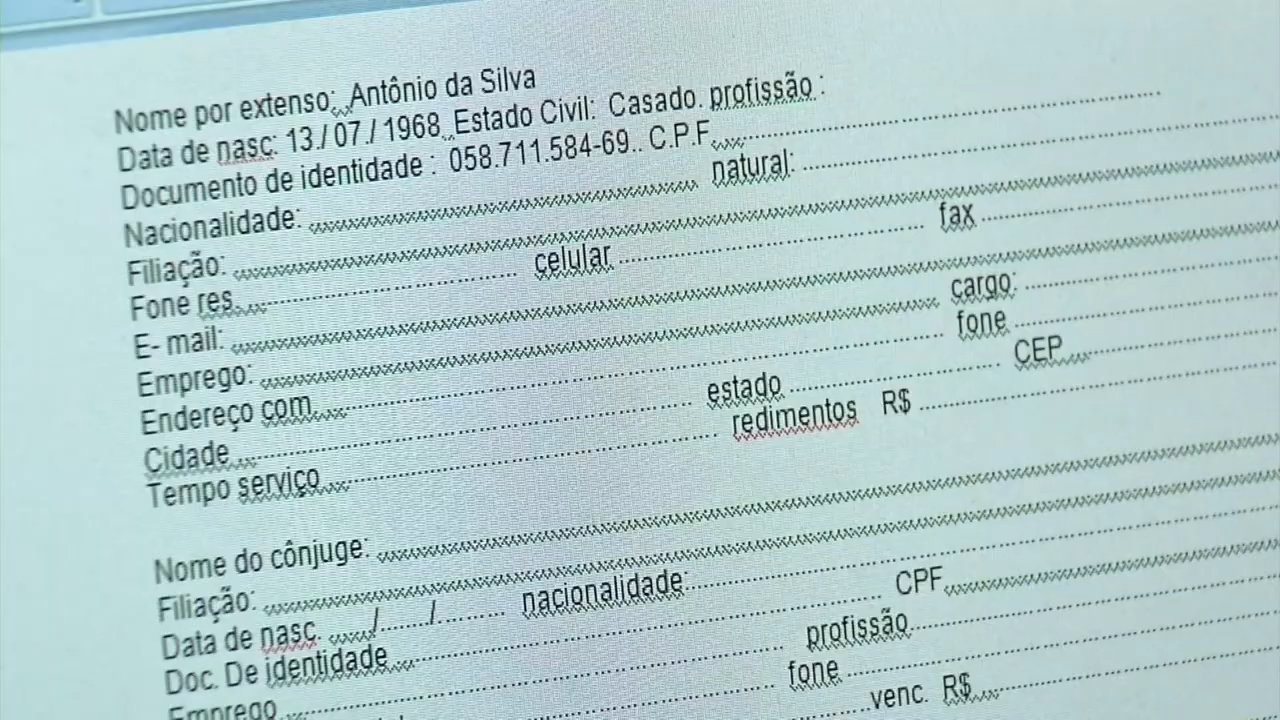 Nome por extenso: Antônio da Silva
Data de nasc: 13./ 07./ 1968. Estado Civil: Casado. profissão :
Documento de identidade : 058.711.584-69.. C.P.F.
Nacionalidade: natural:
Filiação:
Fone res. celular fax
E- mail:
Emprego: cargo:
Endereço com. fone
Cidade estado CEP
Tempo serviço redimentos R$
Nome do cônjuge:
Filiação:
Data de nasc. / / nacionalidade:
Doc. De identidade CPF
Emprego profissão
fone
venc. R$